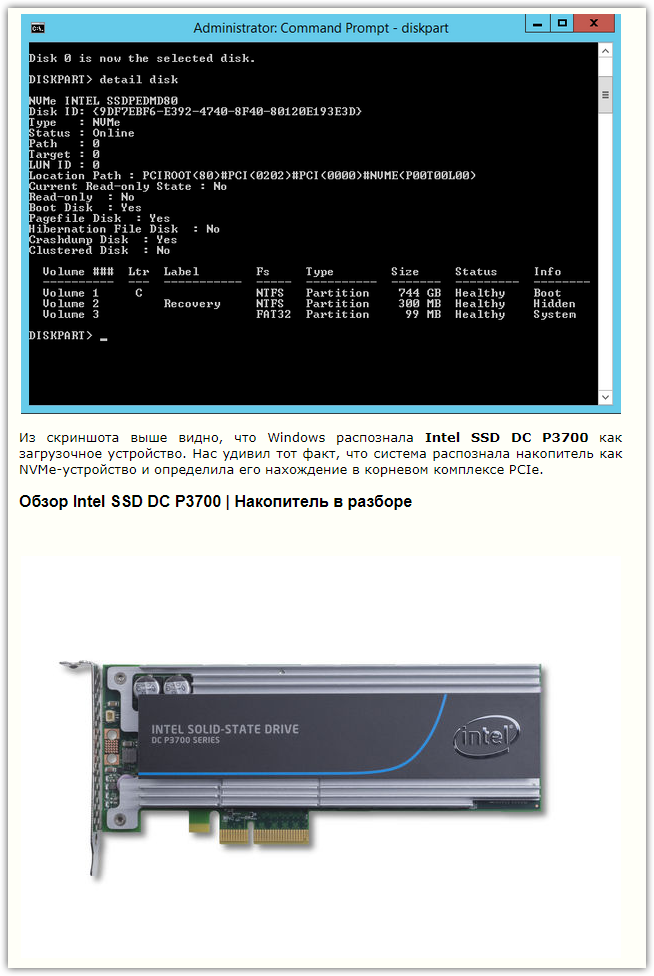 Administrator: Command Prompt - diskpart
Disk 0 is now the selected disk.
DISKPART> detail disk
NVMe INTEL SSDPEDMD80
Disk ID: {9DF7EBF6-E392-4740-8F40-80120E193E3D}
Type   : NVMe
Status : Online
Path   : 0
Target : 0
LUN ID : 0
Location Path : PCIROOT(80)#PCI(0202)#PCI(0000)#NVME(P00T00L00)
Current Read-only State : No
Read-only  : No
Boot Disk  : Yes
Pagefile Disk  : Yes
Hibernation File Disk  : No
Crashdump Disk  : Yes
Clustered Disk  : No
Volume ###  Ltr  Label        Fs     Type        Size     Status     Info
----------  ---  -----------  -----  ----------  -------  ---------  --------
Volume 1     C                NTFS   Partition    744 GB  Healthy    Boot
Volume 2         Recovery     NTFS   Partition    300 MB  Healthy    Hidden
Volume 3                      FAT32  Partition     99 MB  Healthy    System
DISKPART> _
Из скриншота выше видно, что Windows распознала Intel SSD DC P3700 как
загрузочное устройство. Нас удивил тот факт, что система распознала накопитель как
NVMe-устройство и определила его нахождение в корневом комплексе PCIe.
Обзор Intel SSD DC P3700 | Накопитель в разборе
INTEL SOLID-STATE DRIVE
DC P3700 SERIES
intel